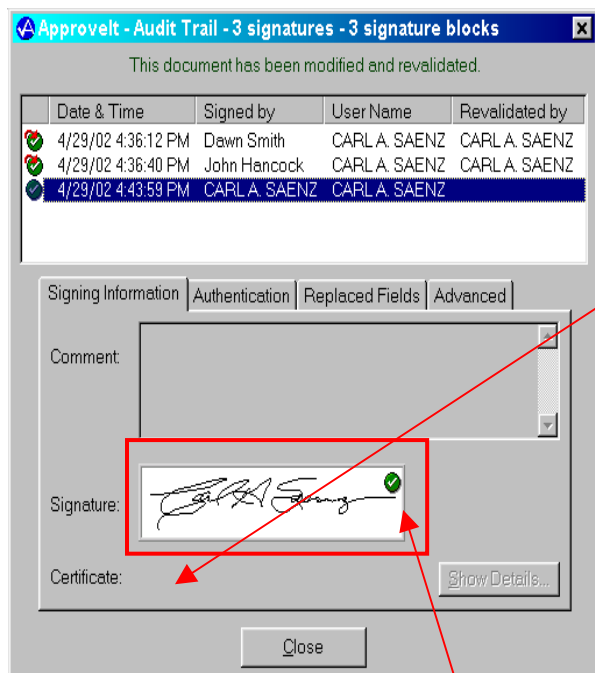 ApproveIt - Audit Trail - 3 signatures - 3 signature blocks
This document has been modified and revalidated.
Date & Time Signed by User Name Revalidated by
4/29/02 4:36:12 PM Dawn Smith CARL A. SAENZ CARL A. SAENZ
4/29/02 4:36:40 PM John Hancock CARL A. SAENZ CARL A. SAENZ
4/29/02 4:43:59 PM CARL A. SAENZ CARL A. SAENZ
Signing Information Authentication Replaced Fields Advanced
Comment:
Signature: Carl A Saenz
Certificate: Show Details...
Close